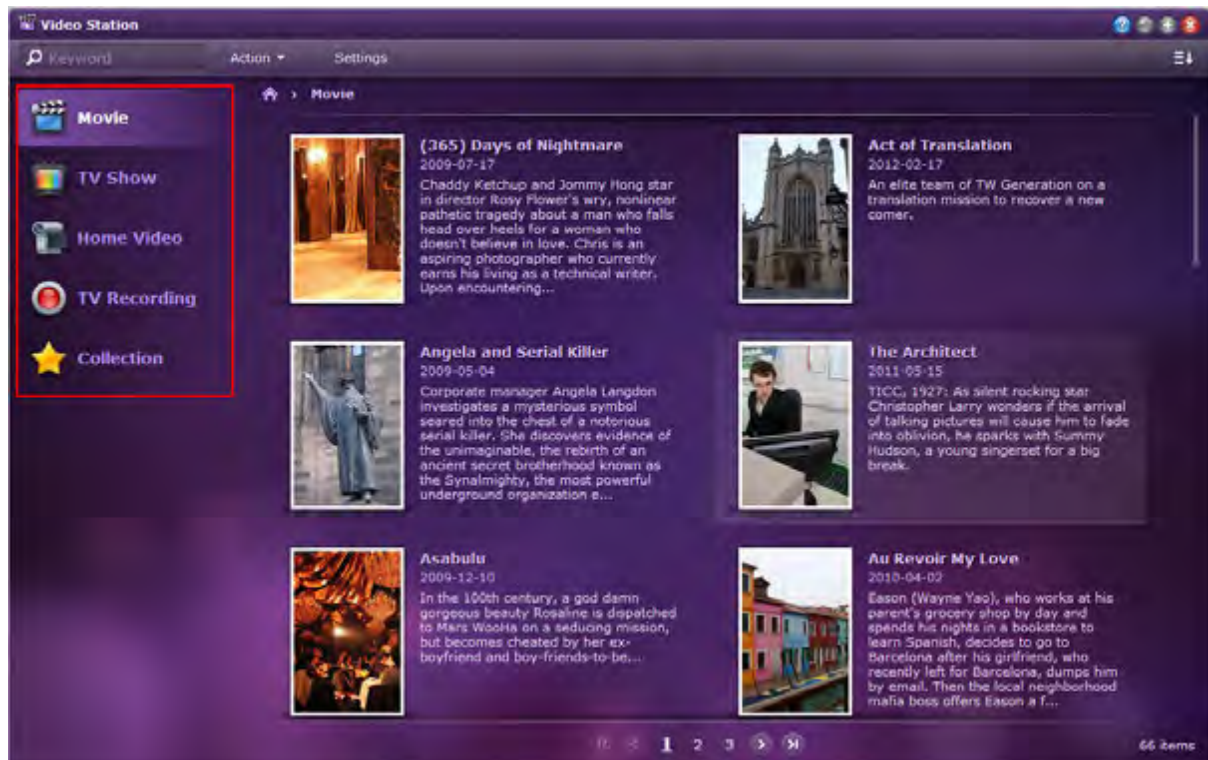 Video Station
Keyword
Action
Settings
Movie
TV Show
Home Video
TV Recording
Collection
› Movie
(365) Days of Nightmare
2009-07-17
Chaddy Ketchup and Jommy Hong star
in director Rosy Flower's wry, nonlinear
pathetic tragedy about a man who falls
head over heels for a woman who
doesn't believe in love. Chris is an
aspiring photographer who currently
earns his living as a technical writer.
Upon encountering...
Act of Translation
2012-02-17
An elite team of TW Generation on a
translation mission to recover a new
comer.
Angela and Serial Killer
2009-05-04
Corporate manager Angela Langdon
investigates a mysterious symbol
seared into the chest of a notorious
serial killer. She discovers evidence of
the unimaginable, the rebirth of an
ancient secret brotherhood known as
the Synalmighty, the most powerful
underground organization e...
The Architect
2011-05-15
TICC, 1927: As silent rocking star
Christopher Larry wonders if the arrival
of talking pictures will cause him to fade
into oblivion, he sparks with Summy
Hudson, a young singerset for a big
break.
Asabulu
2009-12-10
In the 100th century, a god damn
gorgeous beauty Rosaline is dispatched
to Mars WooHa on a seducing mission,
but becomes cheated by her ex-
boyfriend and boy-friends-to-be...
Au Revoir My Love
2010-04-02
Eason (Wayne Yao), who works at his
parent's grocery shop by day and
spends his nights in a bookstore to
learn Spanish, decides to go to
Barcelona after his girlfriend, who
recently left for Barcelona, dumps him
by email. Then the local neighborhood
mafia boss offers Eason a f...
1 2 3
66 items